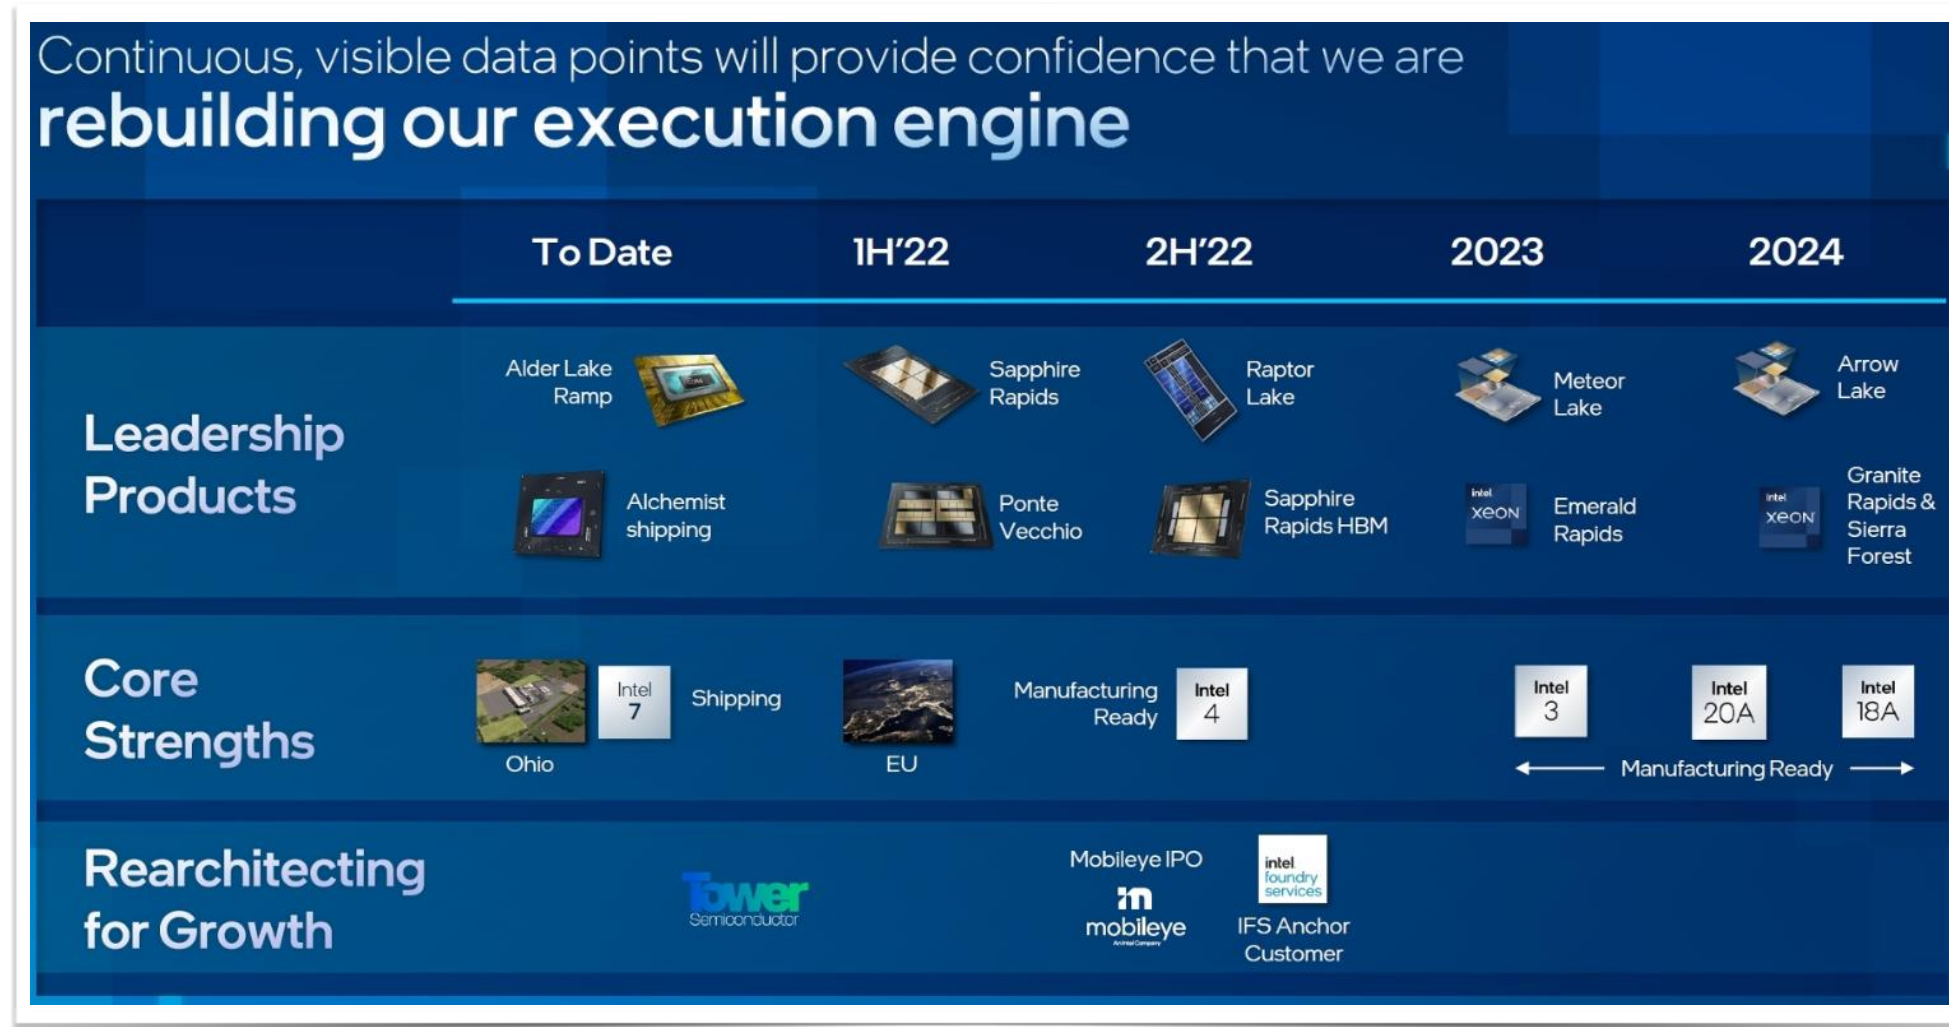 Continuous, visible data points will provide confidence that we are
rebuilding our execution engine
To Date
1H'22
2H'22
2023
2024
Leadership
Products
Alder Lake
Ramp
Sapphire
Rapids
Raptor
Lake
Meteor
Lake
Arrow
Lake
Alchemist
shipping
Ponte
Vecchio
Sapphire
Rapids HBM
intel
XEON
Emerald
Rapids
intel
XEON
Granite
Rapids &
Sierra
Forest
Core
Strengths
Ohio
Intel
7
Shipping
EU
Manufacturing
Ready
Intel
4
Intel
3
Intel
20A
Intel
18A
Manufacturing Ready
Rearchitecting
for Growth
Tower
Semiconductor
Mobileye IPO
mobileye
An Intel Company
intel
foundry
services
IFS Anchor
Customer